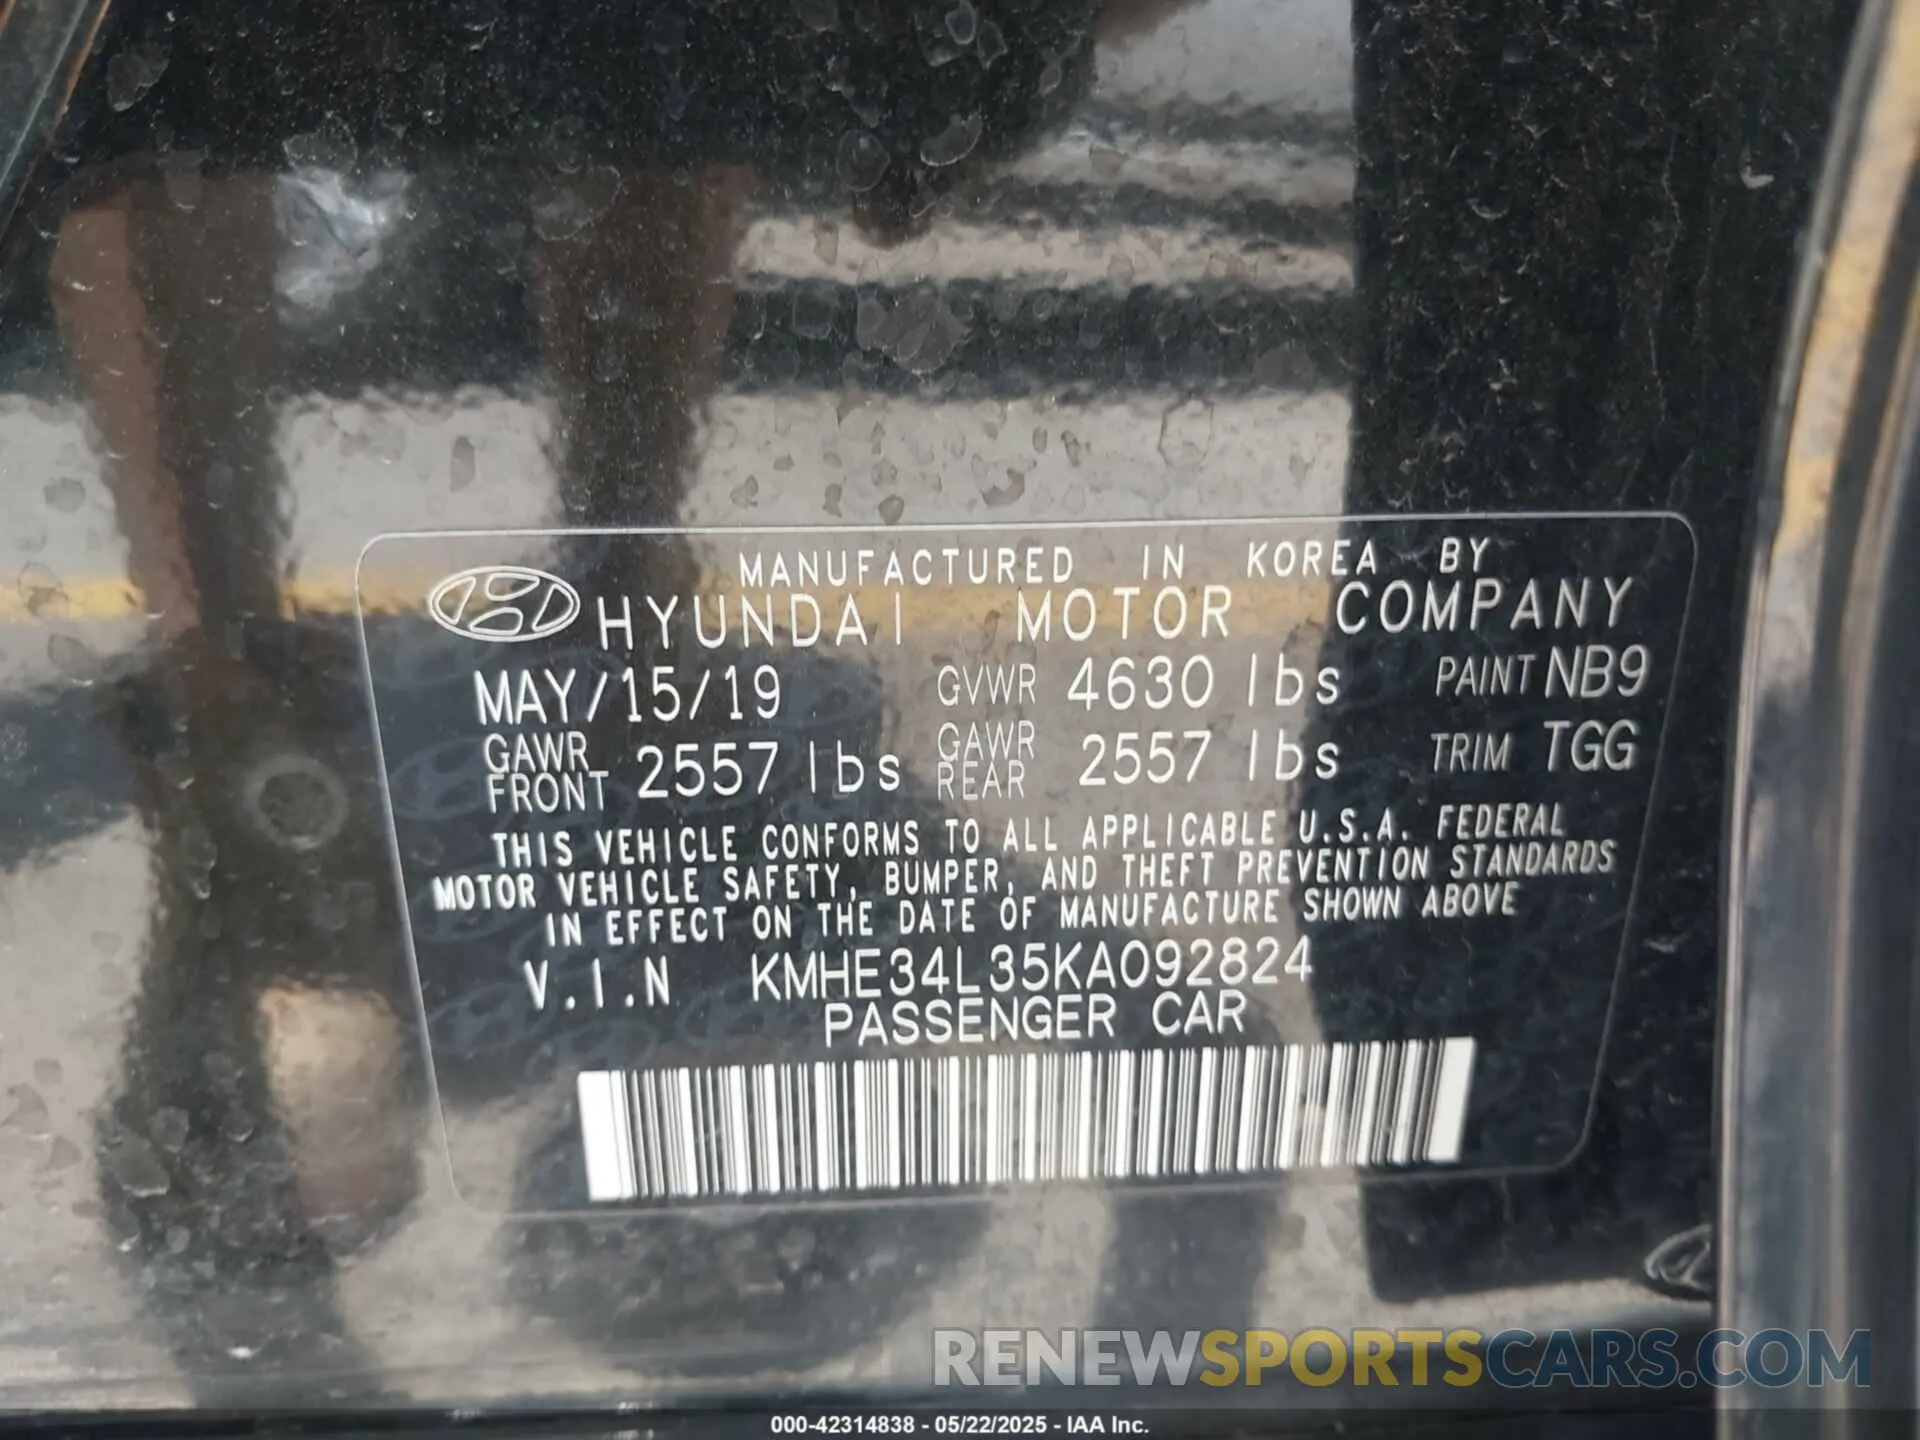 MANUFACTURED IN KOREA BY
HYUNDAI MOTOR COMPANY
MAY/15/19 GVWR 4630 lbs PAINT NB9
GAWR FRONT 2557 lbs GAWR REAR 2557 lbs TRIM TGG
THIS VEHICLE CONFORMS TO ALL APPLICABLE U.S.A. FEDERAL
MOTOR VEHICLE SAFETY, BUMPER, AND THEFT PREVENTION STANDARDS
IN EFFECT ON THE DATE OF MANUFACTURE SHOWN ABOVE
V.I.N KMHE34L35KA092824
PASSENGER CAR
RENEWSPORTSCARS.COM
000-42314838 - 05/22/2025 - IAA Inc.